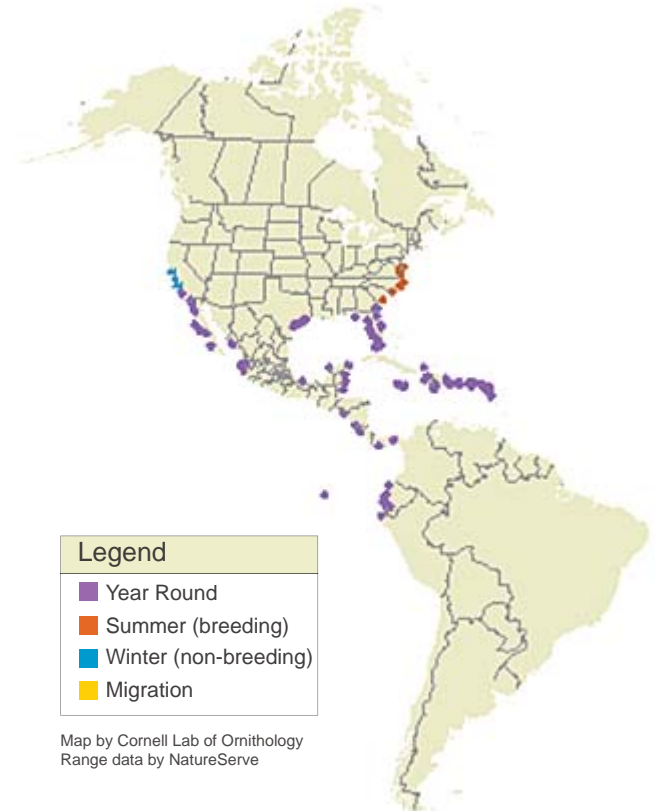 Legend
Year Round
Summer (breeding)
Winter (non-breeding)
Migration
Map by Cornell Lab of Ornithology
Range data by NatureServe